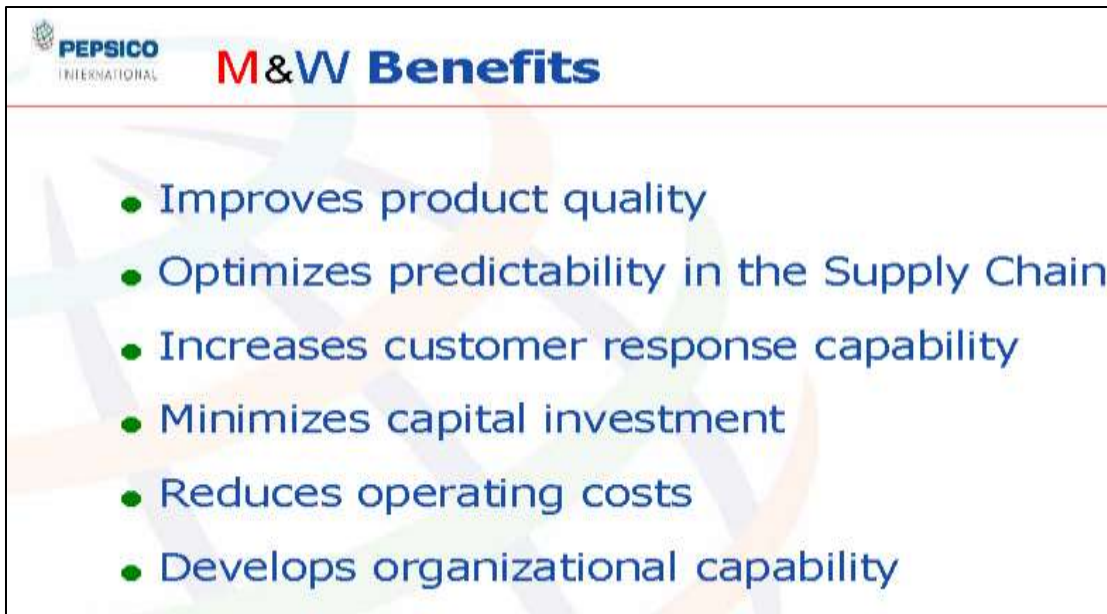 PEPSICO
INTERNATIONAL
M&W Benefits
Improves product quality
Optimizes predictability in the Supply Chain
Increases customer response capability
Minimizes capital investment
Reduces operating costs
Develops organizational capability